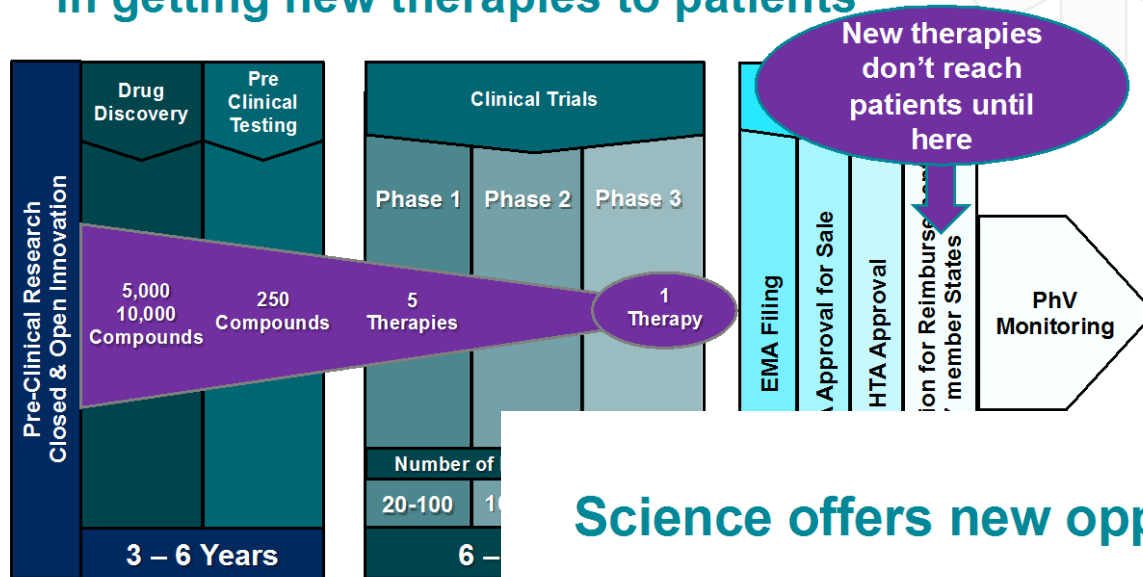 in getting new therapies to patients
New therapies
don't reach
patients until
here
Drug
Discovery
Pre
Clinical
Testing
Clinical Trials
Phase 1
Phase 2
Phase 3
Pre-Clinical Research
Closed & Open Innovation
5,000
10,000
Compounds
250
Compounds
5
Therapies
1
Therapy
EMA Filing
Approval for Sale
HTA Approval
for Reimburse
member States
PhV
Monitoring
Number of
20-100
3 – 6 Years
6 –
Science offers new opp